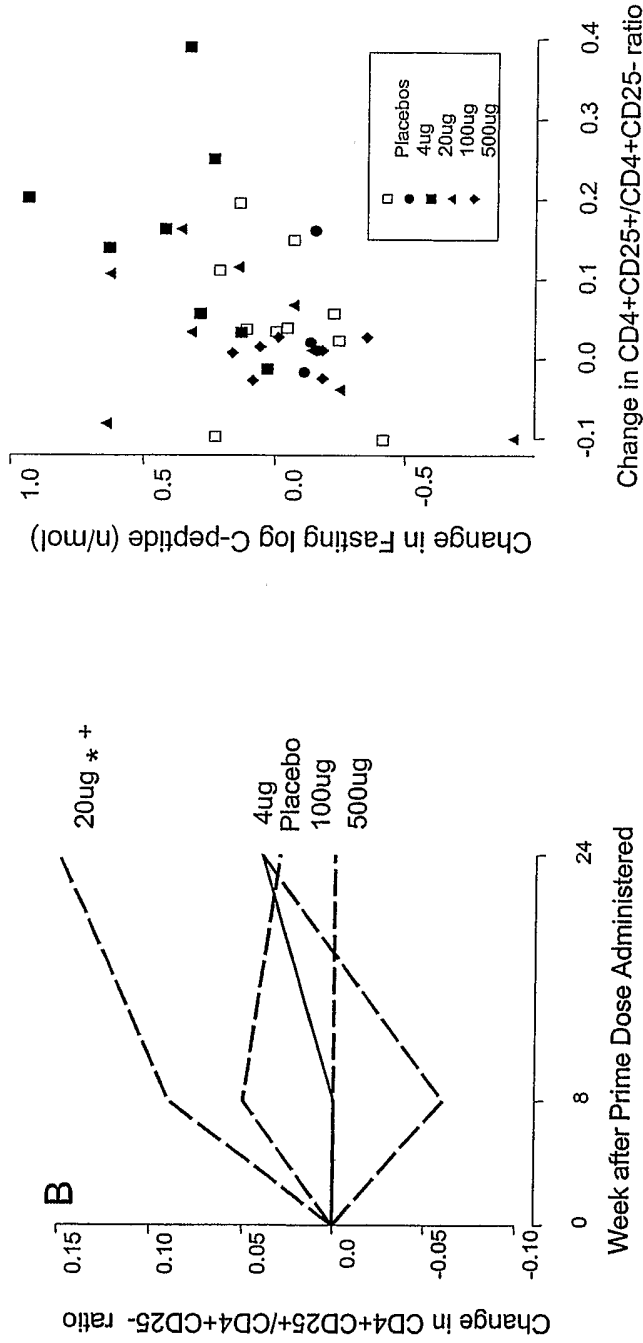 B
Change in CD4+CD25+/CD4+CD25- ratio
0.15
0.10
0.05
0.0
-0.05
-0.10
20ug * +
4ug
Placebo
100ug
500ug
0 8 24
Week after Prime Dose Administered
Change in Fasting log C-peptide (n/mol)
1.0
0.5
0.0
-0.5
Placebos
4ug
20ug
100ug
500ug
-0.1 0.0 0.1 0.2 0.3 0.4
Change in CD4+CD25+/CD4+CD25- ratio